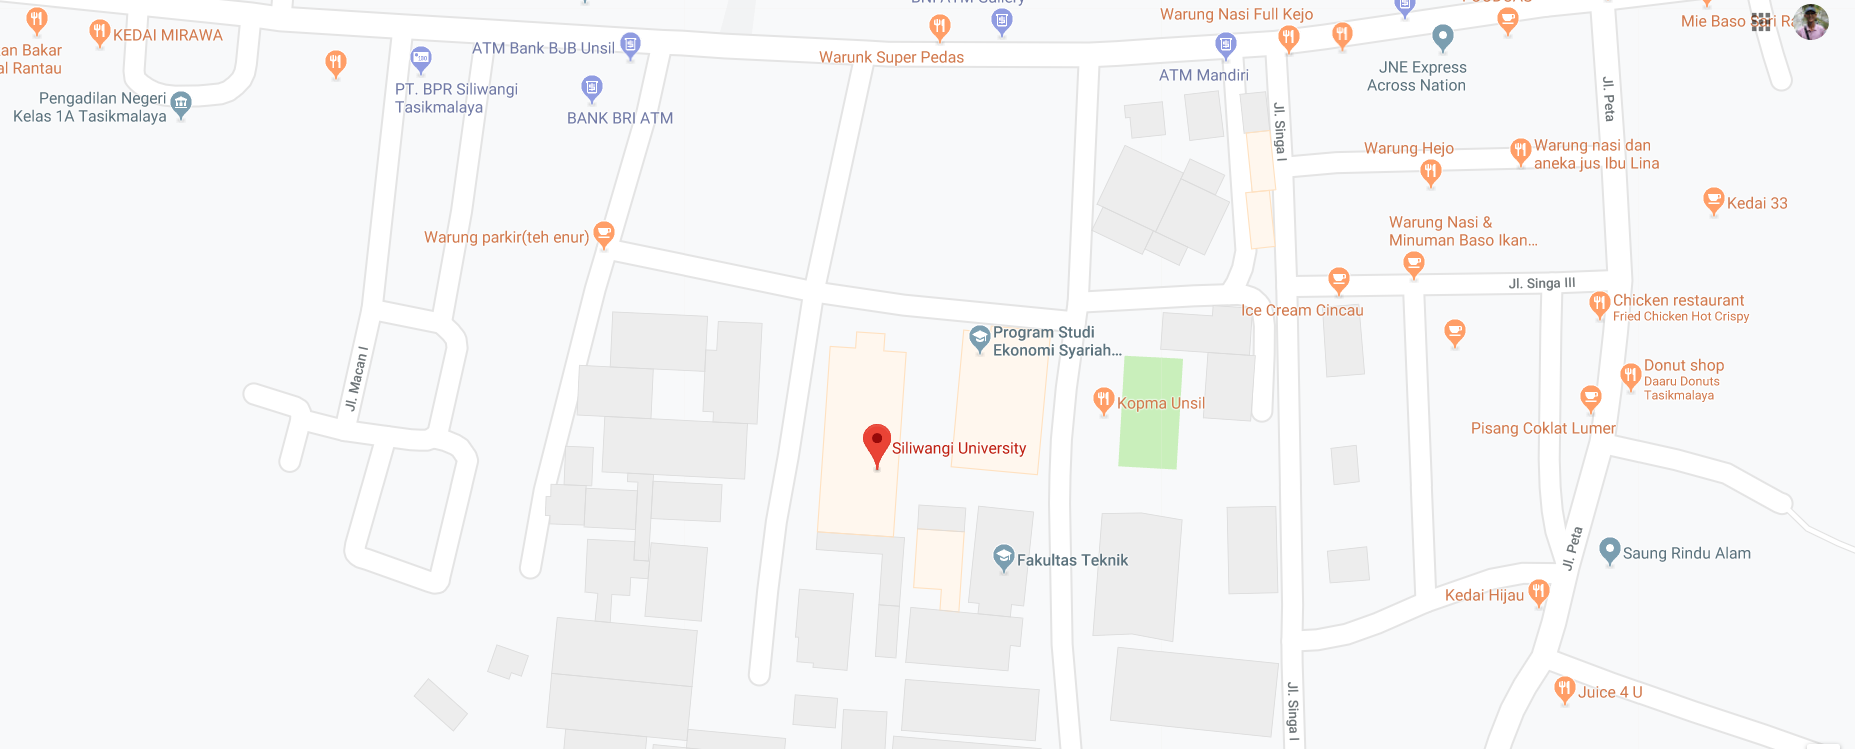 BNI ATM Gallery
Warung Nasi Full Kejo
KEDAI MIRAWA
an Bakar
al Rantau
ATM Bank BJB Unsil
Warunk Super Pedas
ATM Mandiri
JNE Express
Across Nation
Mie Baso
Pengadilan Negeri
Kelas 1A Tasikmalaya
PT. BPR Siliwangi
Tasikmalaya
BANK BRI ATM
Jl. Singa I
Jl. Peta
Warung Hejo
Warung nasi dan
aneka jus Ibu Lina
Kedai 33
Warung parkir(teh enur)
Warung Nasi &
Minuman Baso Ikan...
Jl. Singa III
Ice Cream Cincau
Chicken restaurant
Fried Chicken Hot Crispy
Program Studi
Ekonomi Syariah...
Jl. Macan I
Donut shop
Daaru Donuts
Tasikmalaya
Kopma Unsil
Pisang Coklat Lumer
Siliwangi University
Fakultas Teknik
Jl. Peta
Saung Rindu Alam
Kedai Hijau
Jl. Singa I
Juice 4 U